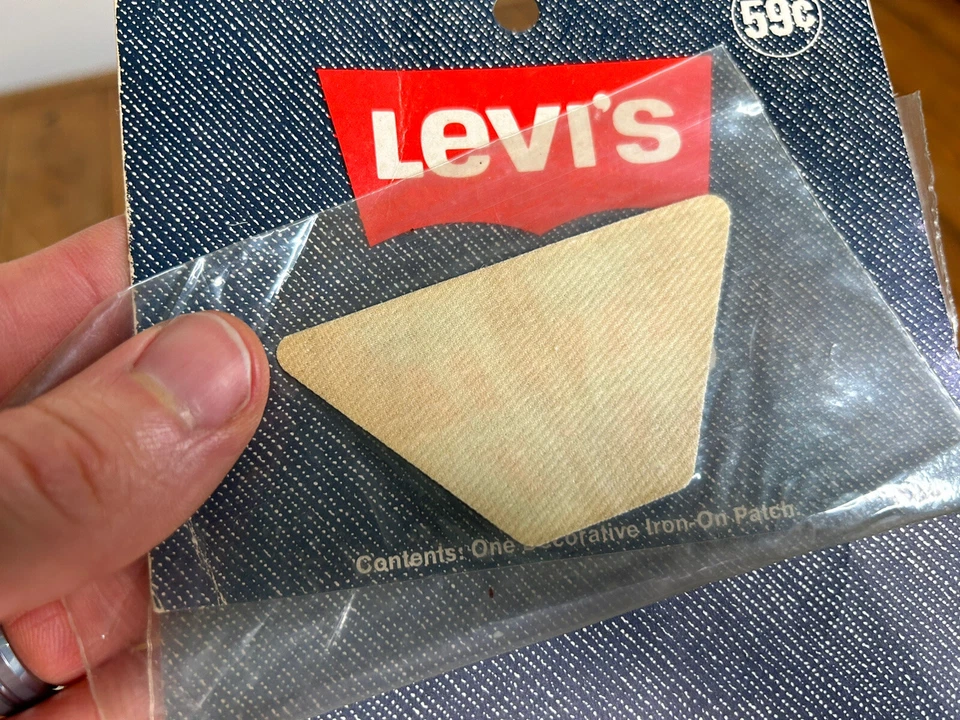 59¢
Levi's
Contents: One Decorative Iron-On Patch.